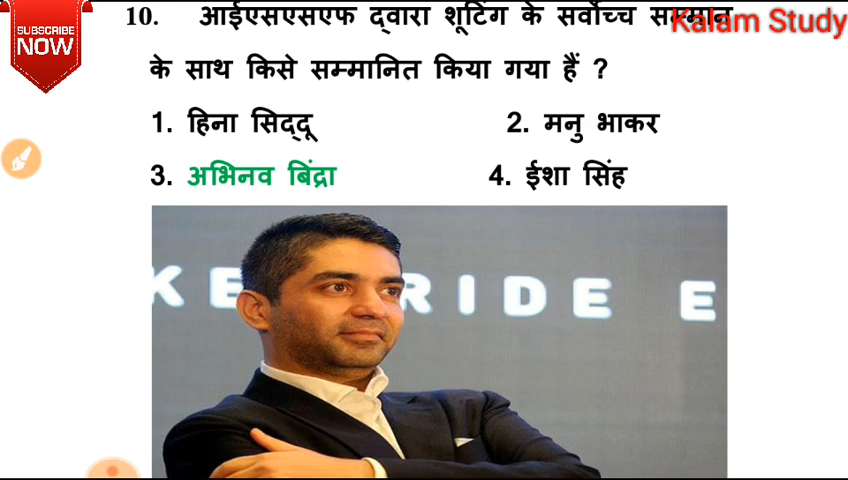 SUBSCRIBE
NOW
Kalam Study
10. आईएसएसएफ द्वारा शूटिंग के सर्वोच्च सम्मान
के साथ किसे सम्मानित किया गया हैं ?
1. हिना सिद्दू 2. मनु भाकर
3. अभिनव बिंद्रा 4. ईशा सिंह
KE RIDE E